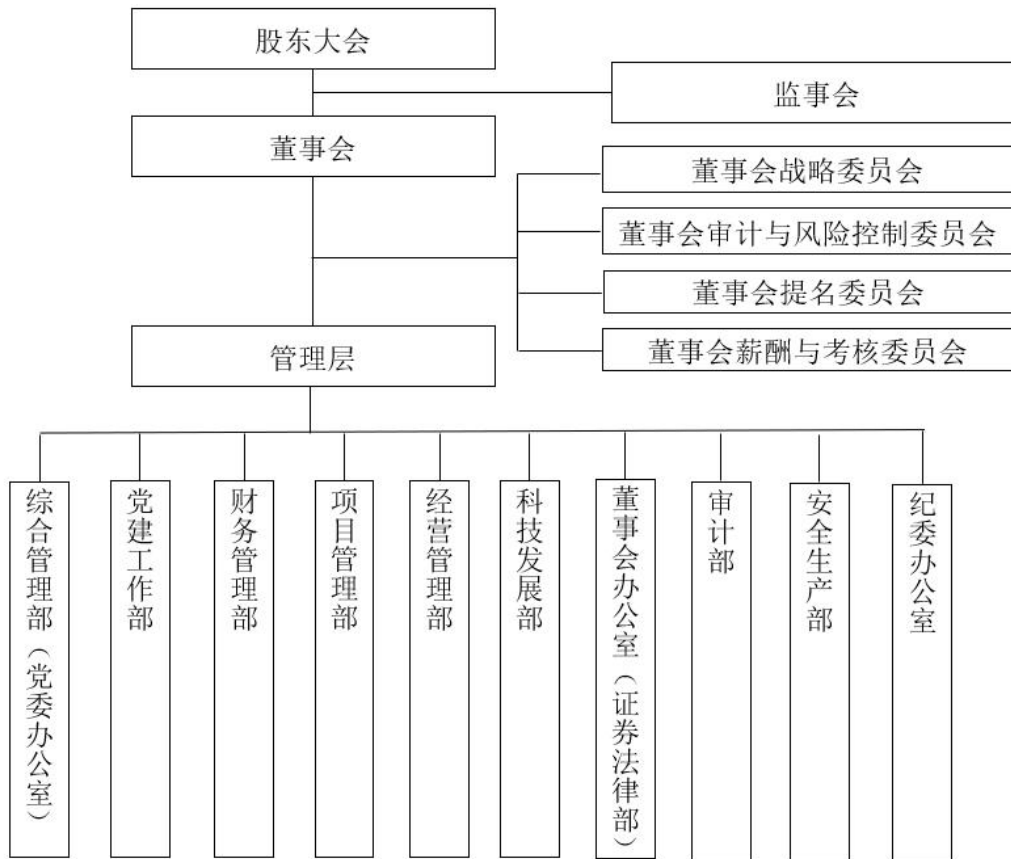 股东大会
监事会
董事会
董事会战略委员会
董事会审计与风险控制委员会
董事会提名委员会
董事会薪酬与考核委员会
管理层
综合管理部（党委办公室）
党建工作部
财务管理部
项目管理部
经营管理部
科技发展部
董事会办公室（证券法律部）
审计部
安全生产部
纪委办公室